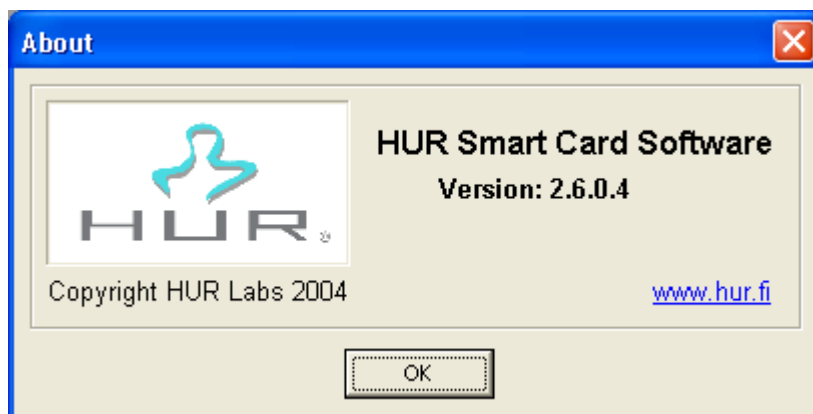 About
HUR Smart Card Software
Version: 2.6.0.4
HUR®
Copyright HUR Labs 2004
www.hur.fi
OK